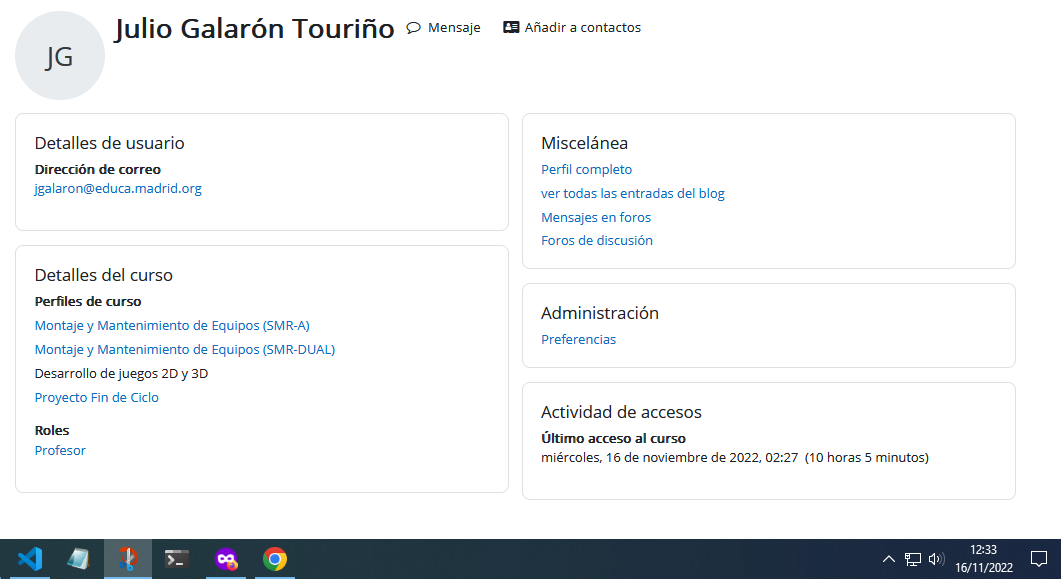 JG
Julio Galarón Touriño
Mensaje
Añadir a contactos
Detalles de usuario
Dirección de correo
jgalaron@educa.madrid.org
Detalles del curso
Perfiles de curso
Montaje y Mantenimiento de Equipos (SMR-A)
Montaje y Mantenimiento de Equipos (SMR-DUAL)
Desarrollo de juegos 2D y 3D
Proyecto Fin de Ciclo
Roles
Profesor
Miscelánea
Perfil completo
ver todas las entradas del blog
Mensajes en foros
Foros de discusión
Administración
Preferencias
Actividad de accesos
Último acceso al curso
miércoles, 16 de noviembre de 2022, 02:27 (10 horas 5 minutos)
12:33
16/11/2022